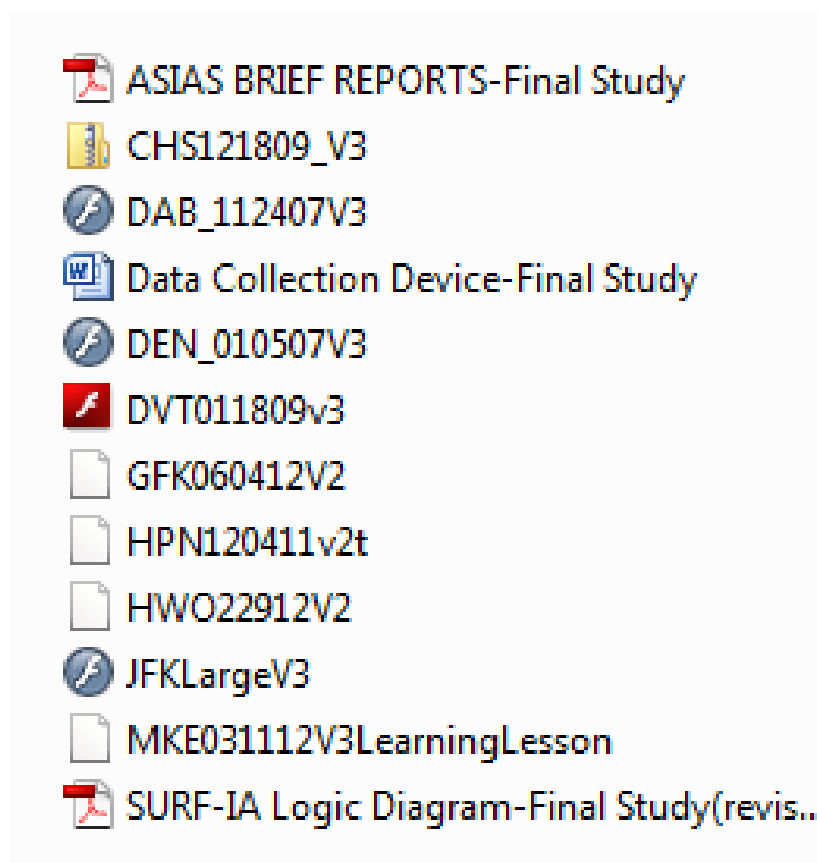 ASIAS BRIEF REPORTS-Final Study
CHS121809_V3
DAB_112407V3
Data Collection Device-Final Study
DEN_010507V3
DVT011809v3
GFK060412V2
HPN120411v2t
HWO22912V2
JFKLargeV3
MKE031112V3LearningLesson
SURF-IA Logic Diagram-Final Study(revis...